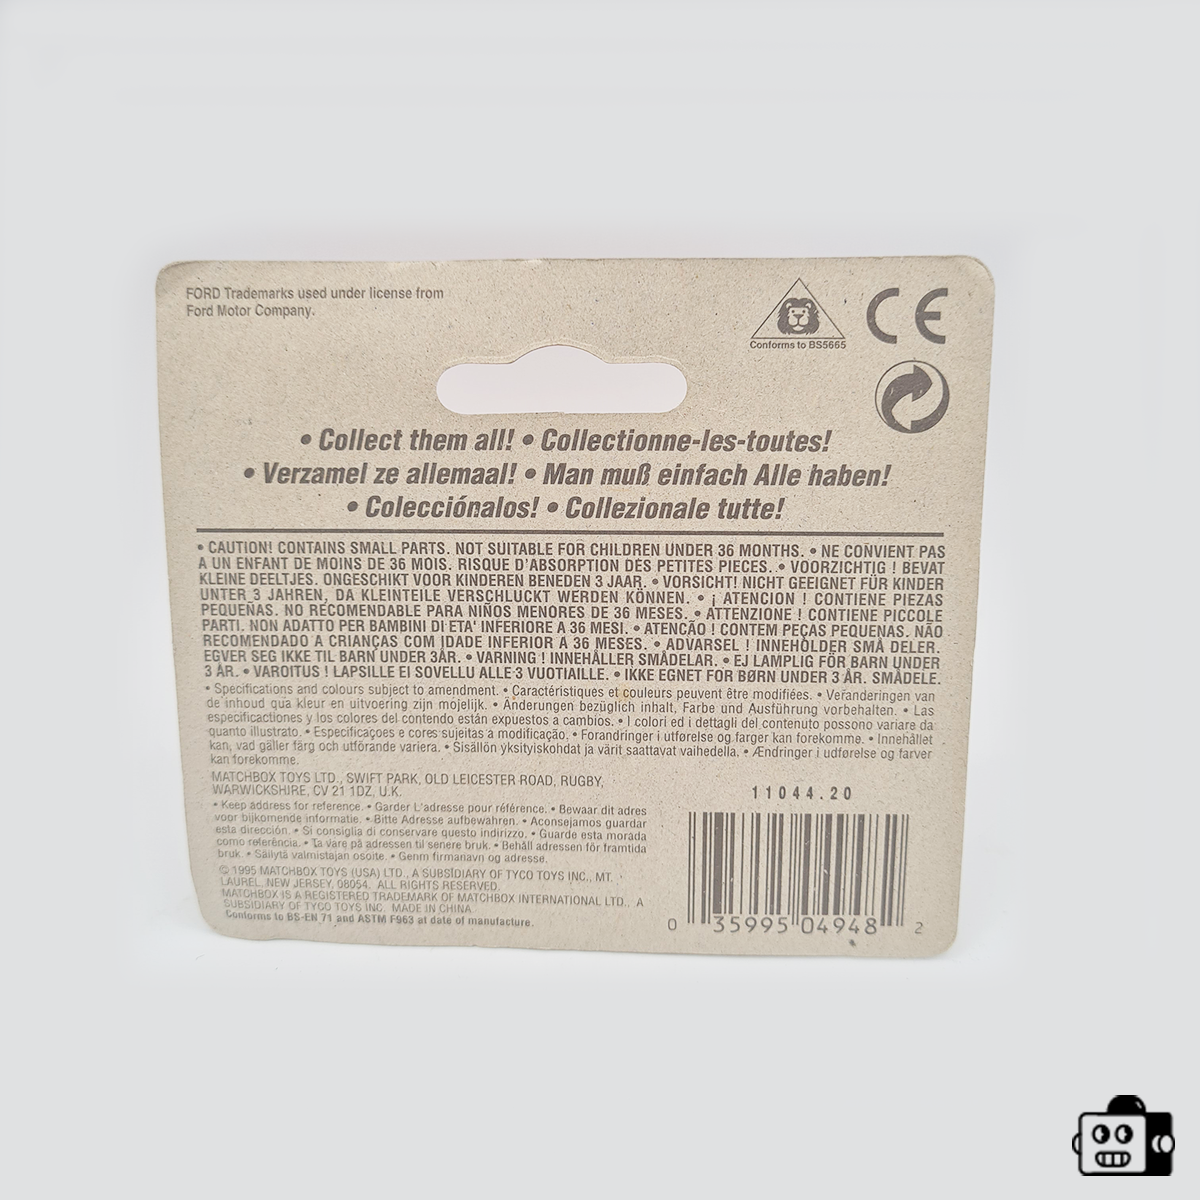 FORD Trademarks used under license from
Ford Motor Company.
Conforms to BS5665
CE
• Collect them all! • Collectionne-les-toutes!
• Verzamel ze allemaal! • Man muß einfach Alle haben!
• Colecciónalos! • Collezionale tutte!
• CAUTION! CONTAINS SMALL PARTS. NOT SUITABLE FOR CHILDREN UNDER 36 MONTHS. • NE CONVIENT PAS
A UN ENFANT DE MOINS DE 36 MOIS. RISQUE D'ABSORPTION DES PETITES PIECES. • VOORZICHTIG ! BEVAT
KLEINE DEELTJES. ONGESCHIKT VOOR KINDEREN BENEDEN 3 JAAR. • VORSICHT! NICHT GEEIGNET FÜR KINDER
UNTER 3 JAHREN, DA KLEINTEILE VERSCHLUCKT WERDEN KÖNNEN. • ¡ ATENCION ! CONTIENE PIEZAS
PEQUEÑAS. NO RECOMENDABLE PARA NIÑOS MENORES DE 36 MESES. • ATTENZIONE ! CONTIENE PICCOLE
PARTI. NON ADATTO PER BAMBINI DI ETA' INFERIORE A 36 MESI. • ATENCÃO ! CONTEM PEÇAS PEQUENAS. NÃO
RECOMENDADO A CRIANÇAS COM IDADE INFERIOR A 36 MESES. • ADVARSEL ! INNEHOLDER SMÅ DELER.
EGVER SEG IKKE TIL BARN UNDER 3ÅR. • VARNING ! INNEHÅLLER SMÅDELAR. • EJ LAMPLIG FÖR BARN UNDER
3 ÅR. • VAROITUS ! LAPSILLE EI SOVELLU ALLE 3 VUOTIAILLE. • IKKE EGNET FOR BØRN UNDER 3 ÅR. SMÅDELE.
• Specifications and colours subject to amendment. • Caractéristiques et couleurs peuvent être modifiées. • Veranderingen van
de inhoud qua kleur en uitvoering zijn mojelijk. • Änderungen bezüglich inhalt, Farbe und Ausführung vorbehalten. • Las
especificactiones y los colores del contendo están expuestos a cambios. • I colori ed i dettagli del contenuto possono variare da
quanto illustrato. • Especificaçoes e cores sujeitas a modificação. • Forandringer i utførelse og farger kan forekomme. • Innehållet
kan, vad gäller färg och utförande variera. • Sisällön yksityiskohdat ja värit saattavat vaihedella. • Ændringer i udførelse og farver
kan forekomme.
MATCHBOX TOYS LTD., SWIFT PARK, OLD LEICESTER ROAD, RUGBY,
WARWICKSHIRE, CV 21 1DZ, U.K.
• Keep address for reference. • Garder L'adresse pour référence. • Bewaar dit adres
voor bijkomende informatie. • Bitte Adresse aufbewahren. • Aconsejamos guardar
esta dirección. • Si consiglia di conservare questo indirizzo. • Guarde esta morada
como referência. • Ta vare på adressen til senere bruk. • Behåll adressen för framtida
bruk. • Säilytä valmistajan osoite. • Genm firmanavn og adresse.
© 1995 MATCHBOX TOYS (USA) LTD., A SUBSIDIARY OF TYCO TOYS INC., MT.
LAUREL, NEW JERSEY, 08054. ALL RIGHTS RESERVED.
MATCHBOX IS A REGISTERED TRADEMARK OF MATCHBOX INTERNATIONAL LTD., A
SUBSIDIARY OF TYCO TOYS INC. MADE IN CHINA
Conforms to BS-EN 71 and ASTM F963 at date of manufacture.
11044.20
0 35995 04948 2